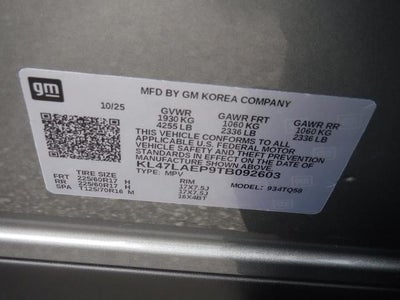 gm
MFD BY GM KOREA COMPANY
10/25
GVWR GAWR FRT GAWR RR
1930 KG 1060 KG 1060 KG
4255 LB 2336 LB 2336 LB
THIS VEHICLE CONFORMS TO ALL
APPLICABLE U.S. FEDERAL MOTOR
VEHICLE SAFETY AND THEFT PREVENTION
STANDARDS IN EFFECT ON THE DATE OF
MANUFACTURE SHOWN ABOVE
KL47LAEP9TB092603
TYPE: MPV MODEL: 934TQ58
TIRE SIZE RIM
FRT 225/60R17 H 17X7.5J
RR 225/60R17 H 17X7.5J
SPA T125/70R16 M 16X4BT